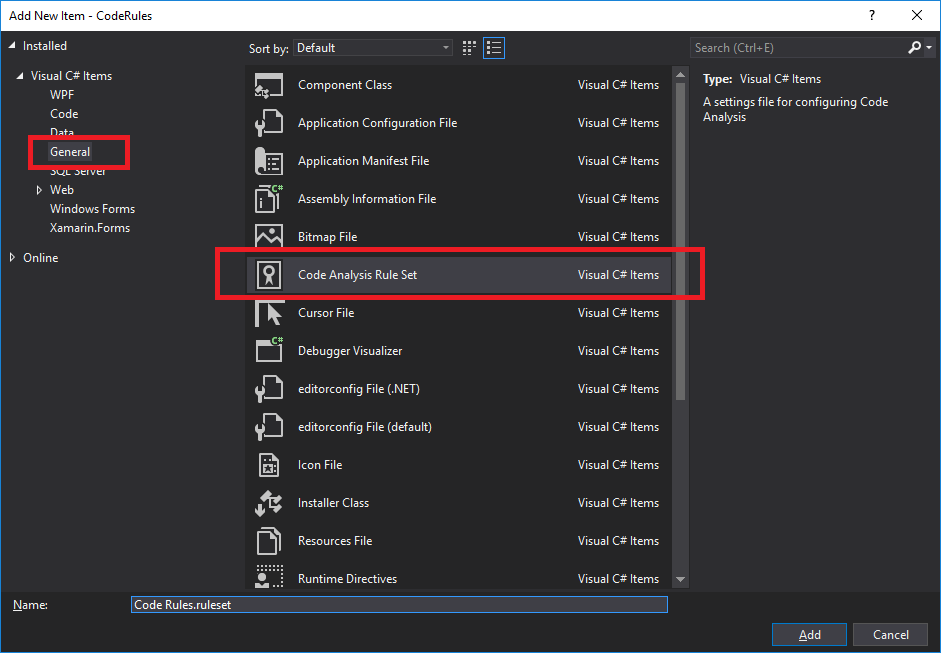 Add New Item - CodeRules
?
Installed
Visual C# Items
WPF
Code
Data
General
SQL Server
Web
Windows Forms
Xamarin.Forms
Online
Sort by: Default
Component Class Visual C# Items
Application Configuration File Visual C# Items
Application Manifest File Visual C# Items
Assembly Information File Visual C# Items
Bitmap File Visual C# Items
Code Analysis Rule Set Visual C# Items
Cursor File Visual C# Items
Debugger Visualizer Visual C# Items
editorconfig File (.NET) Visual C# Items
editorconfig File (default) Visual C# Items
Icon File Visual C# Items
Installer Class Visual C# Items
Resources File Visual C# Items
Runtime Directives Visual C# Items
Search (Ctrl+E)
Type: Visual C# Items
A settings file for configuring Code
Analysis
Name: Code Rules.ruleset
Add Cancel